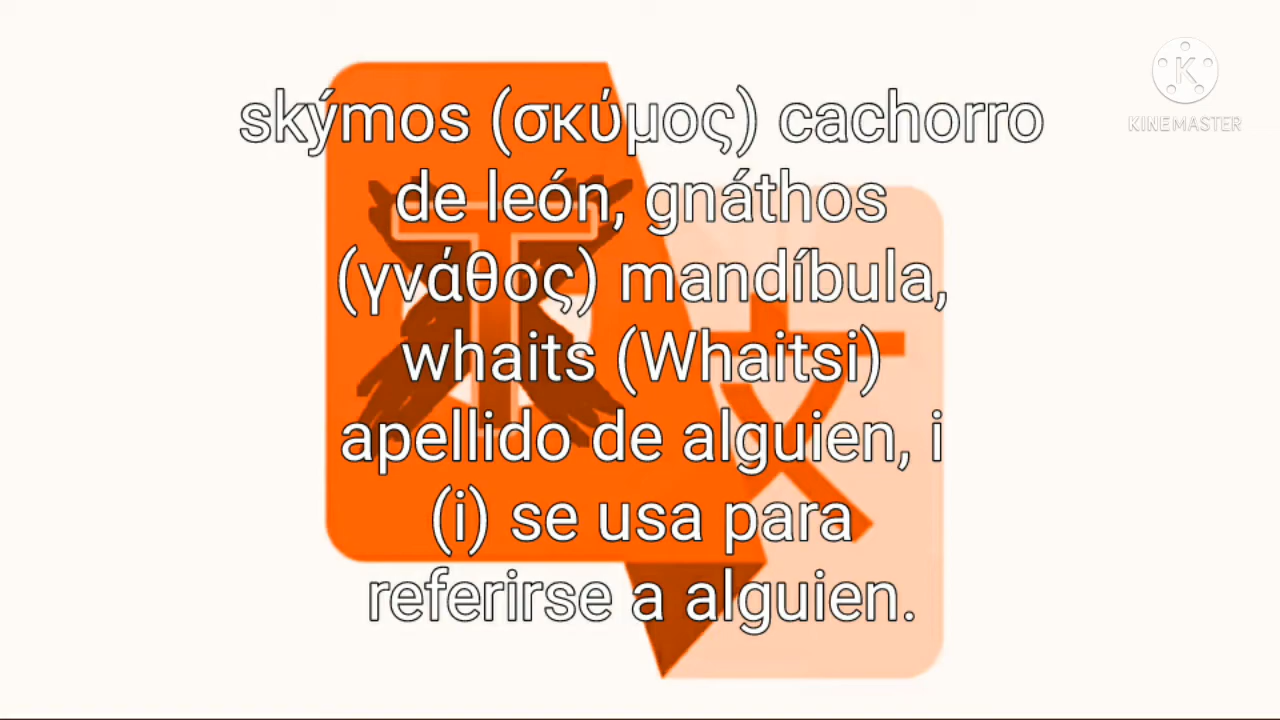 skýmos (σκύμος) cachorro
de león, gnáthos
(γνάθος) mandíbula,
whaits (Whaitsi)
apellido de alguien, i
(i) se usa para
referirse a alguien.
K
KINEMASTER
文